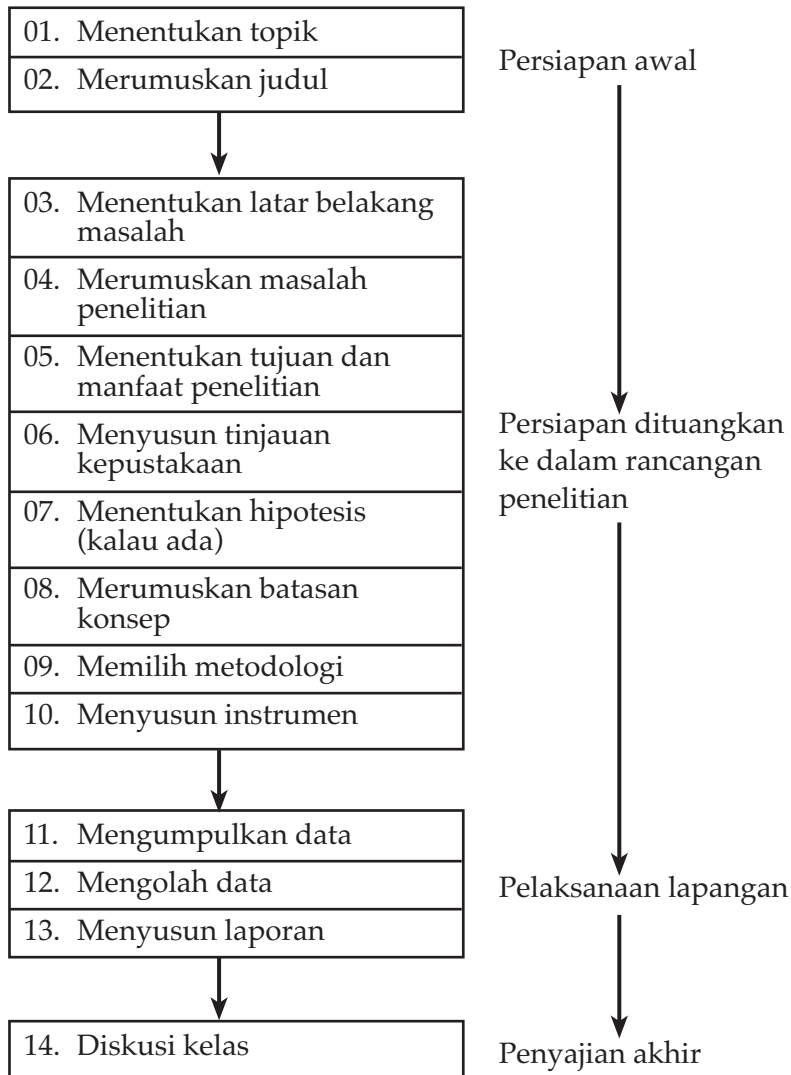 01. Menentukan topik
02. Merumuskan judul
Persiapan awal
03. Menentukan latar belakang
masalah
04. Merumuskan masalah
penelitian
05. Menentukan tujuan dan
manfaat penelitian
06. Menyusun tinjauan
kepustakaan
07. Menentukan hipotesis
(kalau ada)
08. Merumuskan batasan
konsep
09. Memilih metodologi
10. Menyusun instrumen
Persiapan dituangkan
ke dalam rancangan
penelitian
11. Mengumpulkan data
12. Mengolah data
13. Menyusun laporan
Pelaksanaan lapangan
14. Diskusi kelas
Penyajian akhir